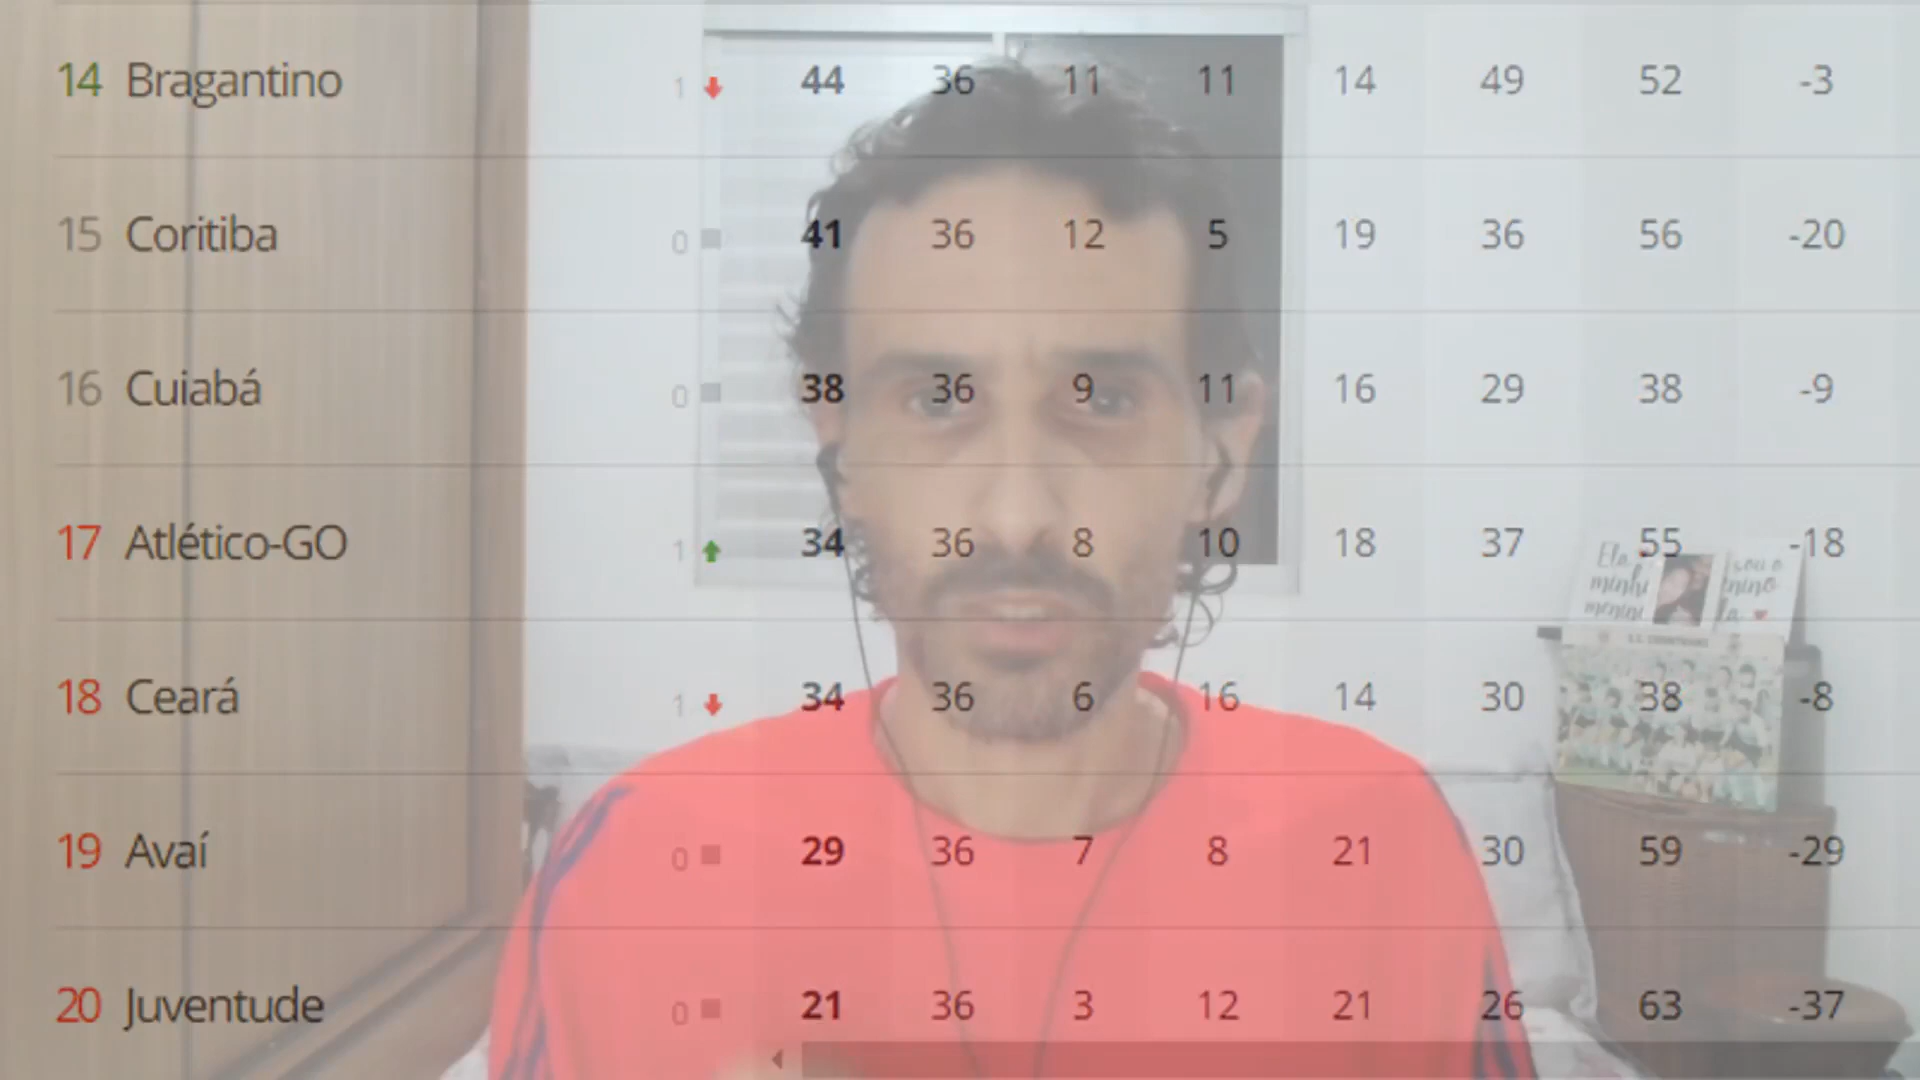 14 Bragantino 1 44 36 11 11 14 49 52 -3
15 Coritiba 0 41 36 12 5 19 36 56 -20
16 Cuiabá 0 38 36 9 11 16 29 38 -9
17 Atlético-GO 1 34 36 8 10 18 37 55 -18
18 Ceará 1 34 36 6 16 14 30 38 -8
19 Avaí 0 29 36 7 8 21 30 59 -29
20 Juventude 0 21 36 3 12 21 26 63 -37
Ela
minha
menin
sou o